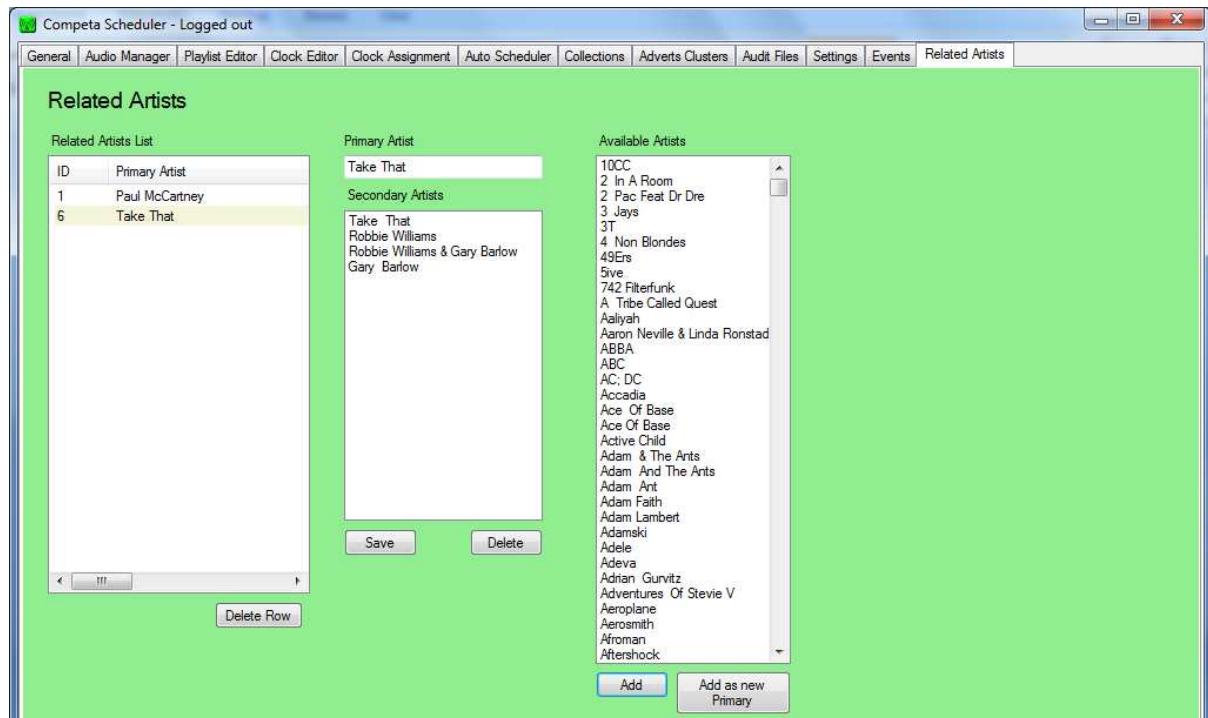 Competa Scheduler - Logged out
General Audio Manager Playlist Editor Clock Editor Clock Assignment Auto Scheduler Collections Adverts Clusters Audit Files Settings Events Related Artists
Related Artists
Related Artists List
ID Primary Artist
1 Paul McCartney
6 Take That
Delete Row
Primary Artist
Take That
Secondary Artists
Take That
Robbie Williams
Robbie Williams & Gary Barlow
Gary Barlow
Save Delete
Available Artists
10CC
2 In A Room
2 Pac Feat Dr Dre
3 Jays
3T
4 Non Blondes
49Ers
5ive
742 Filterfunk
A Tribe Called Quest
Aaliyah
Aaron Neville & Linda Ronstad
ABBA
ABC
AC; DC
Accadia
Ace Of Base
Ace Of Base
Active Child
Adam & The Ants
Adam And The Ants
Adam Ant
Adam Faith
Adam Lambert
Adamski
Adele
Adeva
Adrian Gurvitz
Adventures Of Stevie V
Aeroplane
Aerosmith
Afroman
Aftershock
Add
Add as new
Primary